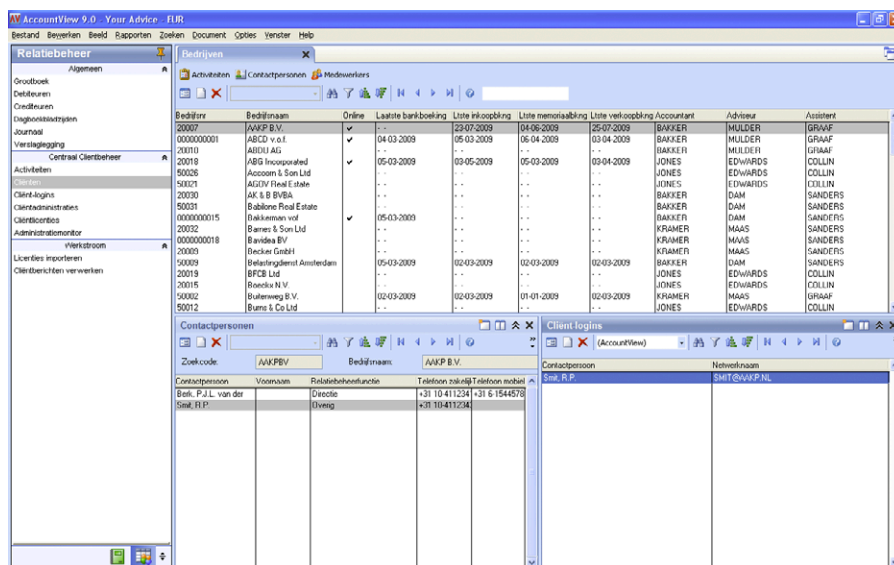 AccountView 9.0 - Your Advice - EUR
Bestand Bewerken Beeld Rapporten Zoeken Document Opties Venster Help
Relatiebeheer
Algemeen
Grootboek
Debiteuren
Crediteuren
Dagboekbladzijden
Journaal
Verslaglegging
Centraal Clientbeheer
Activiteiten
Cliënten
Cliënt-logins
Cliëntadministraties
Cliëntlicenties
Administratiemonitor
Werkstroom
Licenties importeren
Cliëntberichten verwerken
Bedrijven
Activiteiten Contactpersonen Medewerkers
Bedrijfsnr Bedrijfsnaam Online Laatste bankboeking Ltste inkoopbkng Ltste memoriaalbkng Ltste verkoopbkng Accountant Adviseur Assistent
20007 AAKP B.V. - - 23-07-2009 04-06-2009 25-07-2009 BAKKER MULDER GRAAF
0000000001 ABCD v.o.f. 04-03-2009 05-03-2009 06-04-2009 03-04-2009 BAKKER MULDER GRAAF
20010 ABDU AG - - - - - - - - BAKKER MULDER GRAAF
20018 ABG Incorporated 05-03-2009 03-05-2009 05-03-2009 03-04-2009 JONES EDWARDS COLLIN
50026 Accoorn & Son Ltd - - - - - - - - JONES EDWARDS COLLIN
50021 AGOV Real Estate - - - - - - - - JONES EDWARDS COLLIN
20030 AK & B BVBA - - - - - - - - BAKKER DAM SANDERS
50031 Babilone Real Estate - - - - - - - - BAKKER DAM SANDERS
0000000015 Bakkerman vof 05-03-2009 - - - - - - BAKKER DAM SANDERS
20032 Barnes & Son Ltd - - - - - - - - KRAMER MAAS SANDERS
0000000018 Bavidea BV - - - - - - - - KRAMER MAAS SANDERS
20009 Becker GmbH - - - - - - - - KRAMER MAAS SANDERS
50009 Belastingdienst Amsterdam 05-03-2009 02-03-2009 02-03-2009 02-03-2009 BAKKER DAM SANDERS
20019 BFCB Ltd - - - - - - - - JONES EDWARDS COLLIN
20015 Boeckx N.V. - - - - - - - - JONES EDWARDS COLLIN
50002 Buitenweg B.V. 02-03-2009 02-03-2009 01-01-2009 02-03-2009 KRAMER MAAS GRAAF
50012 Burns & Co Ltd - - - - - - - - JONES EDWARDS COLLIN
Contactpersonen
Zoekcode: AAKPBV Bedrijfsnaam: AAKP B.V.
Contactpersoon Voornaam Relatiebeheerfunctie Telefoon zakelijk Telefoon mobiel
Berk, P.J.L. van der Directie +31 10-411234 +31 6-1544578
Smit, R.P. Overig +31 10-411234
Cliënt logins
(AccountView)
Contactpersoon Netwerknaam
Smit, R.P. SMIT@AAKP.NL